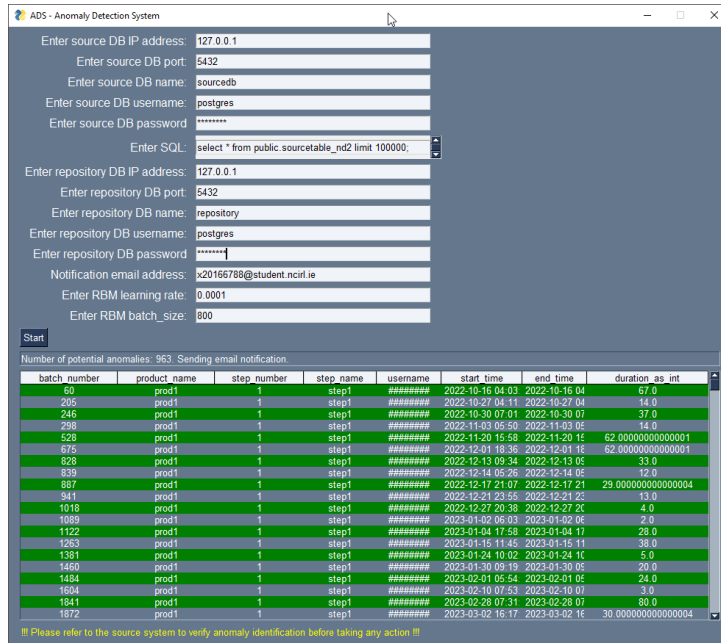 ADS - Anomaly Detection System
Enter source DB IP address: 127.0.0.1
Enter source DB port: 5432
Enter source DB name: sourcedb
Enter source DB username: postgres
Enter source DB password ********
Enter SQL: select * from public.sourcetable_nd2 limit 100000;
Enter repository DB IP address: 127.0.0.1
Enter repository DB port: 5432
Enter repository DB name: repository
Enter repository DB username: postgres
Enter repository DB password ********
Notification email address: x20166788@student.ncirl.ie
Enter RBM learning rate: 0.0001
Enter RBM batch_size: 800
Start
Number of potential anomalies: 963. Sending email notification.
batch_number product_name step_number step_name username start_time end_time duration_as_int
60 prod1 1 step1 ######## 2022-10-16 04:03 2022-10-16 04 67.0
205 prod1 1 step1 ######## 2022-10-27 04:11 2022-10-27 04 14.0
246 prod1 1 step1 ######## 2022-10-30 07:01 2022-10-30 07 37.0
298 prod1 1 step1 ######## 2022-11-03 05:50 2022-11-03 05 14.0
528 prod1 1 step1 ######## 2022-11-20 15:58 2022-11-20 15 62.00000000000001
675 prod1 1 step1 ######## 2022-12-01 18:36 2022-12-01 18 62.00000000000001
828 prod1 1 step1 ######## 2022-12-13 09:34 2022-12-13 09 33.0
839 prod1 1 step1 ######## 2022-12-14 05:26 2022-12-14 05 12.0
887 prod1 1 step1 ######## 2022-12-17 21:07 2022-12-17 21 29.000000000000004
941 prod1 1 step1 ######## 2022-12-21 23:55 2022-12-21 23 13.0
1018 prod1 1 step1 ######## 2022-12-27 20:38 2022-12-27 20 4.0
1089 prod1 1 step1 ######## 2023-01-02 06:03 2023-01-02 06 2.0
1122 prod1 1 step1 ######## 2023-01-04 17:58 2023-01-04 17 28.0
1263 prod1 1 step1 ######## 2023-01-15 11:45 2023-01-15 11 38.0
1381 prod1 1 step1 ######## 2023-01-24 10:02 2023-01-24 10 5.0
1460 prod1 1 step1 ######## 2023-01-30 09:19 2023-01-30 09 20.0
1484 prod1 1 step1 ######## 2023-02-01 05:54 2023-02-01 05 24.0
1604 prod1 1 step1 ######## 2023-02-10 07:53 2023-02-10 07 3.0
1841 prod1 1 step1 ######## 2023-02-28 07:31 2023-02-28 07 80.0
1872 prod1 1 step1 ######## 2023-03-02 16:17 2023-03-02 16 30.000000000000004
!!! Please refer to the source system to verify anomaly identification before taking any action !!!